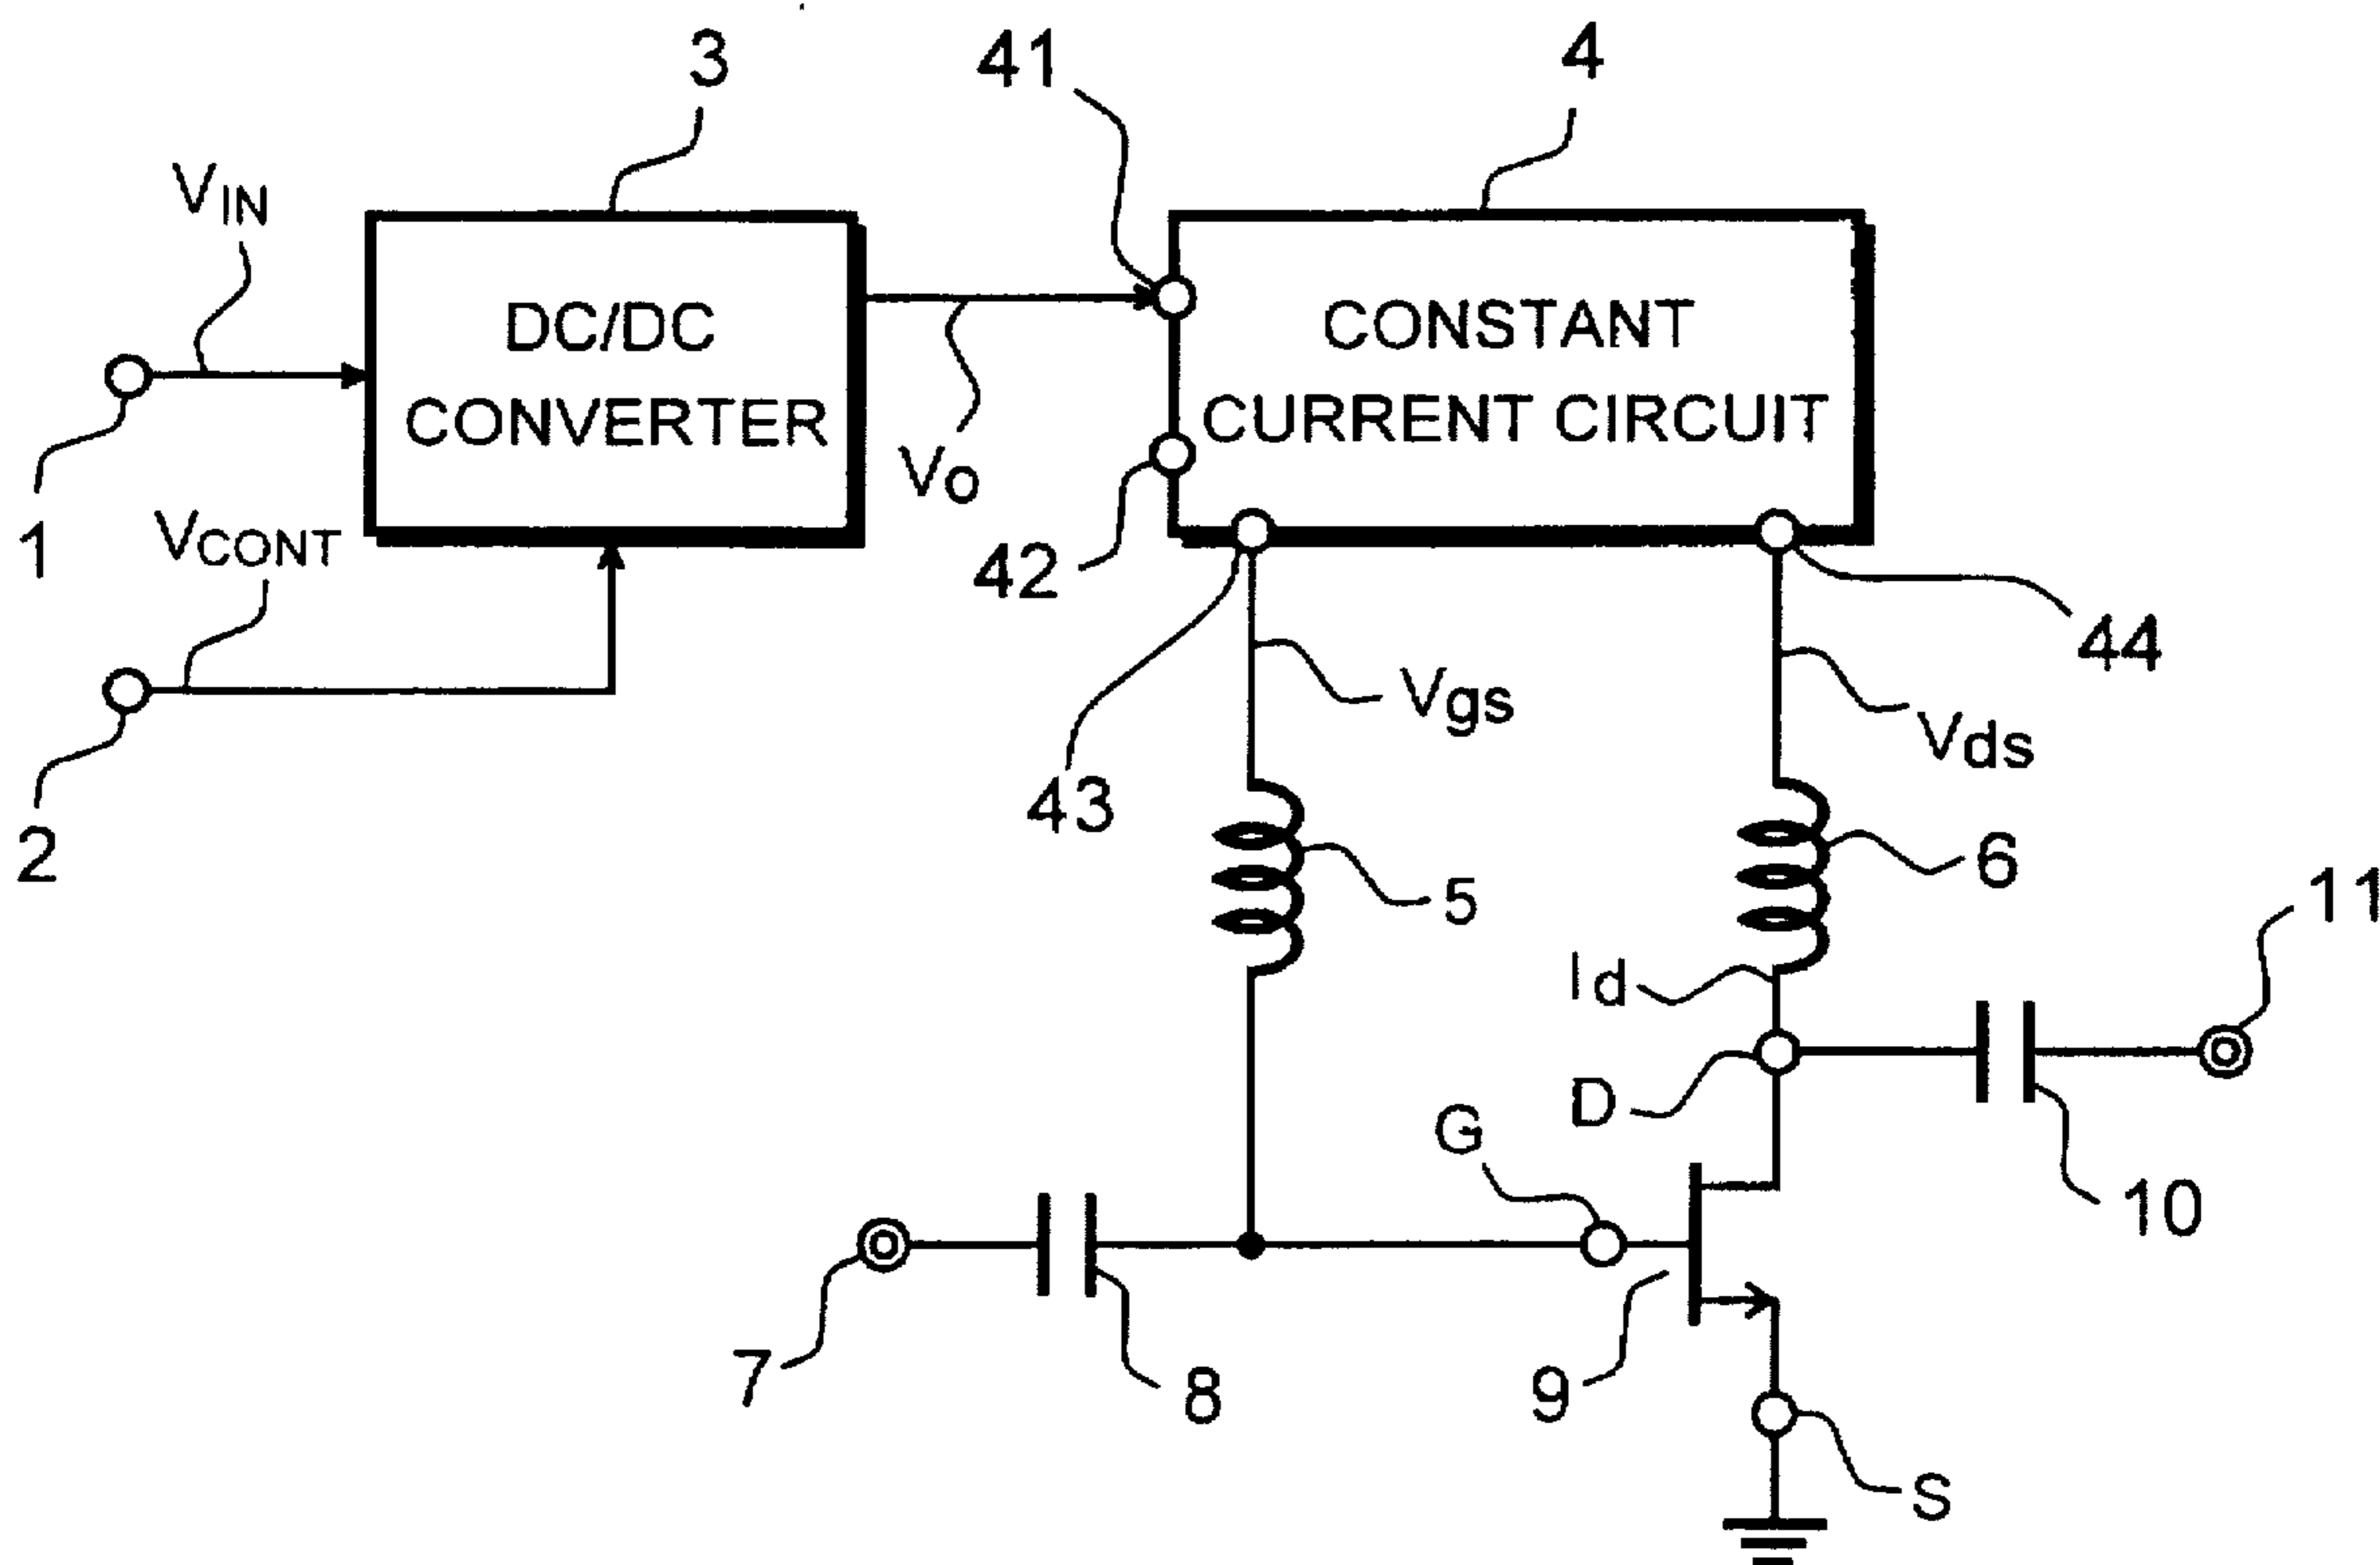 3
41
4
VIN
DC/DC
CONVERTER
CONSTANT
CURRENT CIRCUIT
Vo
1
VCONT
42
44
Vgs
Vds
43
2
5
6
11
Id
D
G
10
7
8
9
S